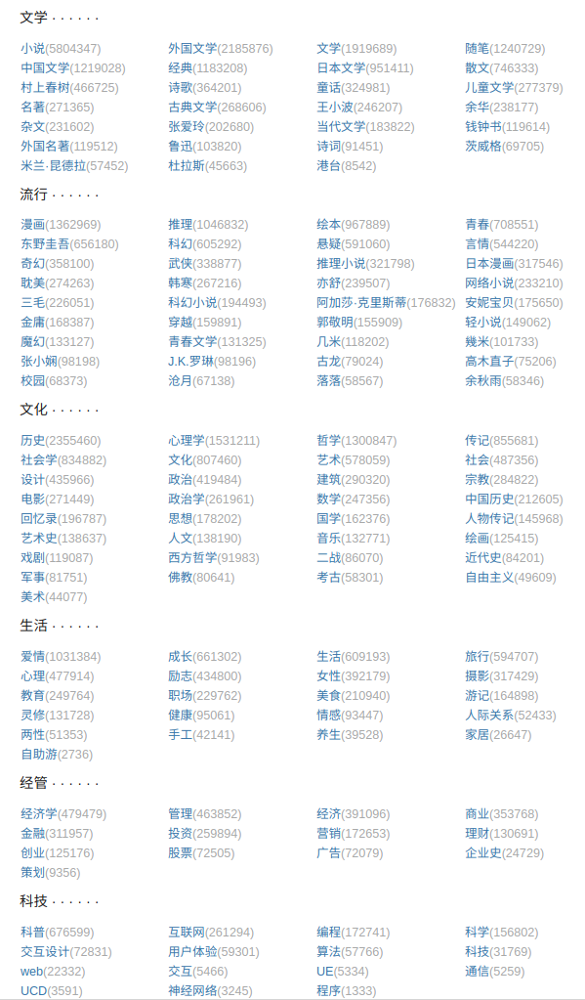 文学 · · · · · ·
小说(5804347) 外国文学(2185876) 文学(1919689) 随笔(1240729)
中国文学(1219028) 经典(1183208) 日本文学(951411) 散文(746333)
村上春树(466725) 诗歌(364201) 童话(324981) 儿童文学(277379)
名著(271365) 古典文学(268606) 王小波(246207) 余华(238177)
杂文(231602) 张爱玲(202680) 当代文学(183822) 钱钟书(119614)
外国名著(119512) 鲁迅(103820) 诗词(91451) 茨威格(69705)
米兰·昆德拉(57452) 杜拉斯(45663) 港台(8542)
流行 · · · · · ·
漫画(1362969) 推理(1046832) 绘本(967889) 青春(708551)
东野圭吾(656180) 科幻(605292) 悬疑(591060) 言情(544220)
奇幻(358100) 武侠(338877) 推理小说(321798) 日本漫画(317546)
耽美(274263) 韩寒(267216) 亦舒(239507) 网络小说(233210)
三毛(226051) 科幻小说(194493) 阿加莎·克里斯蒂(176832) 安妮宝贝(175650)
金庸(168387) 穿越(159891) 郭敬明(155909) 轻小说(149062)
魔幻(133127) 青春文学(131325) 几米(118202) 幾米(101733)
张小娴(98198) J.K.罗琳(98196) 古龙(79024) 高木直子(75206)
校园(68373) 沧月(67138) 落落(58567) 余秋雨(58346)
文化 · · · · · ·
历史(2355460) 心理学(1531211) 哲学(1300847) 传记(855681)
社会学(834882) 文化(807460) 艺术(578059) 社会(487356)
设计(435966) 政治(419484) 建筑(290320) 宗教(284822)
电影(271449) 政治学(261961) 数学(247356) 中国历史(212605)
回忆录(196787) 思想(178202) 国学(162376) 人物传记(145968)
艺术史(138637) 人文(138190) 音乐(132771) 绘画(125415)
戏剧(119087) 西方哲学(91983) 二战(86070) 近代史(84201)
军事(81751) 佛教(80641) 考古(58301) 自由主义(49609)
美术(44077)
生活 · · · · · ·
爱情(1031384) 成长(661302) 生活(609193) 旅行(594707)
心理(477914) 励志(434800) 女性(392179) 摄影(317429)
教育(249764) 职场(229762) 美食(210940) 游记(164898)
灵修(131728) 健康(95061) 情感(93447) 人际关系(52433)
两性(51353) 手工(42141) 养生(39528) 家居(26647)
自助游(2736)
经管 · · · · · ·
经济学(479479) 管理(463852) 经济(391096) 商业(353768)
金融(311957) 投资(259894) 营销(172653) 理财(130691)
创业(125176) 股票(72505) 广告(72079) 企业史(24729)
策划(9356)
科技 · · · · · ·
科普(676599) 互联网(261294) 编程(172741) 科学(156802)
交互设计(72831) 用户体验(59301) 算法(57766) 科技(31769)
web(22332) 交互(5466) UE(5334) 通信(5259)
UCD(3591) 神经网络(3245) 程序(1333)